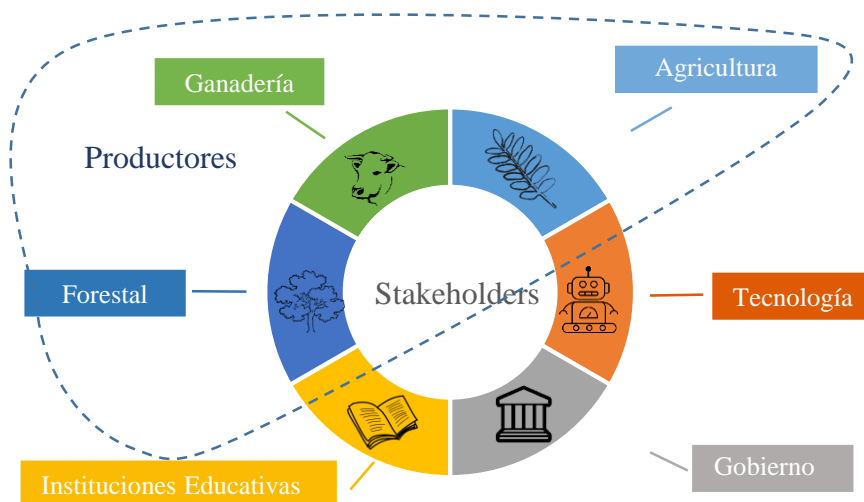 Agricultura
Ganadería
Productores
Forestal
Stakeholders
Tecnología
Instituciones Educativas
Gobierno